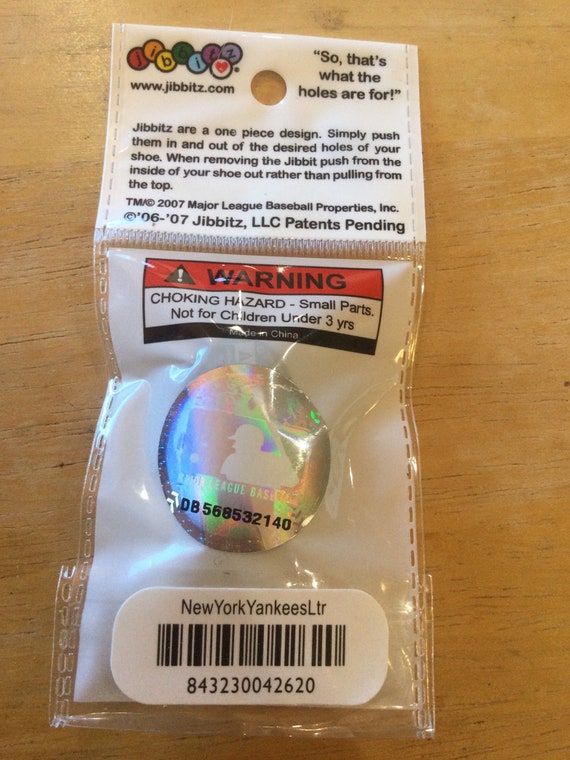 jibbitz
www.jibbitz.com
"So, that's
what the
holes are for!"
Jibbitz are a one piece design. Simply push
them in and out of the desired holes of your
shoe. When removing the Jibbit push from the
inside of your shoe out rather than pulling from
the top.
TM/© 2007 Major League Baseball Properties, Inc.
©'06-'07 Jibbitz, LLC Patents Pending
WARNING
CHOKING HAZARD - Small Parts.
Not for Children Under 3 yrs
Made in China
LEAGUE
DB568532140
NewYorkYankeesLtr
843230042620